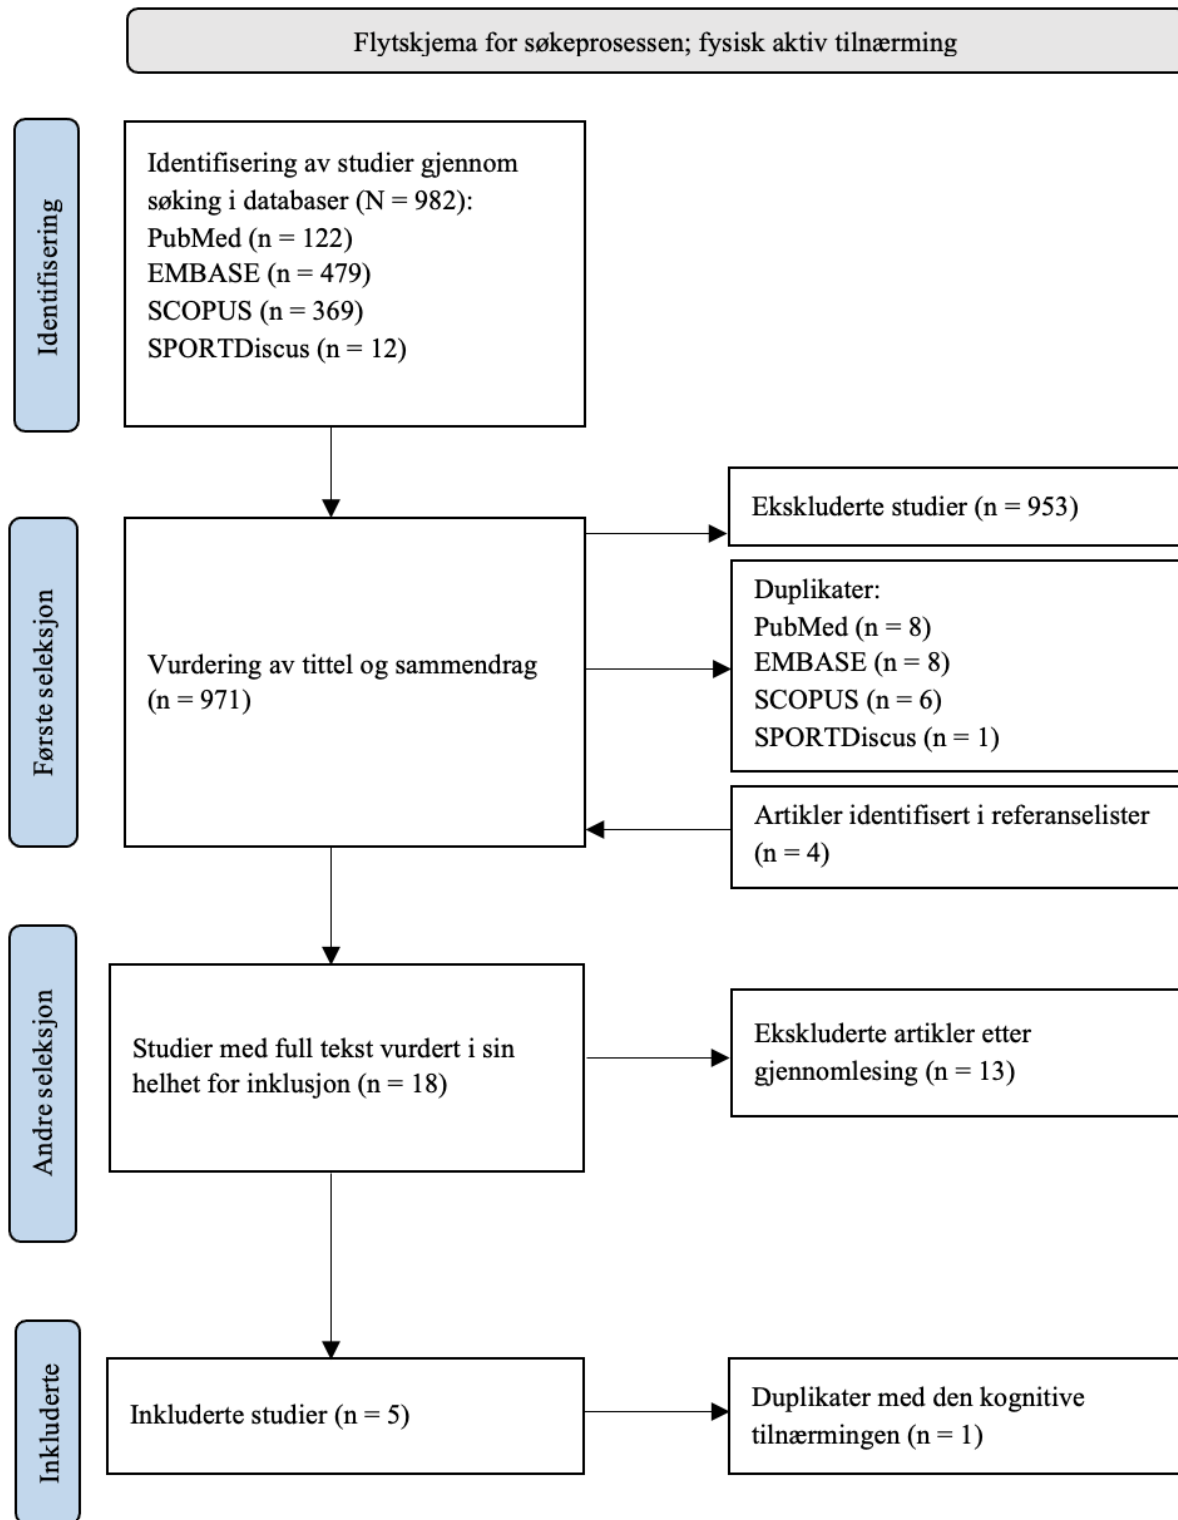 Flytskjema for søkeprosessen; fysisk aktiv tilnærming
Identifisering
Identifisering av studier gjennom
søking i databaser (N = 982):
PubMed (n = 122)
EMBASE (n = 479)
SCOPUS (n = 369)
SPORTDiscus (n = 12)
Første seleksjon
Vurdering av tittel og sammendrag
(n = 971)
Ekskluderte studier (n = 953)
Duplikater:
PubMed (n = 8)
EMBASE (n = 8)
SCOPUS (n = 6)
SPORTDiscus (n = 1)
Artikler identifisert i referanselister
(n = 4)
Andre seleksjon
Studier med full tekst vurdert i sin
helhet for inklusjon (n = 18)
Ekskluderte artikler etter
gjennomlesing (n = 13)
Inkluderte
Inkluderte studier (n = 5)
Duplikater med den kognitive
tilnærmingen (n = 1)